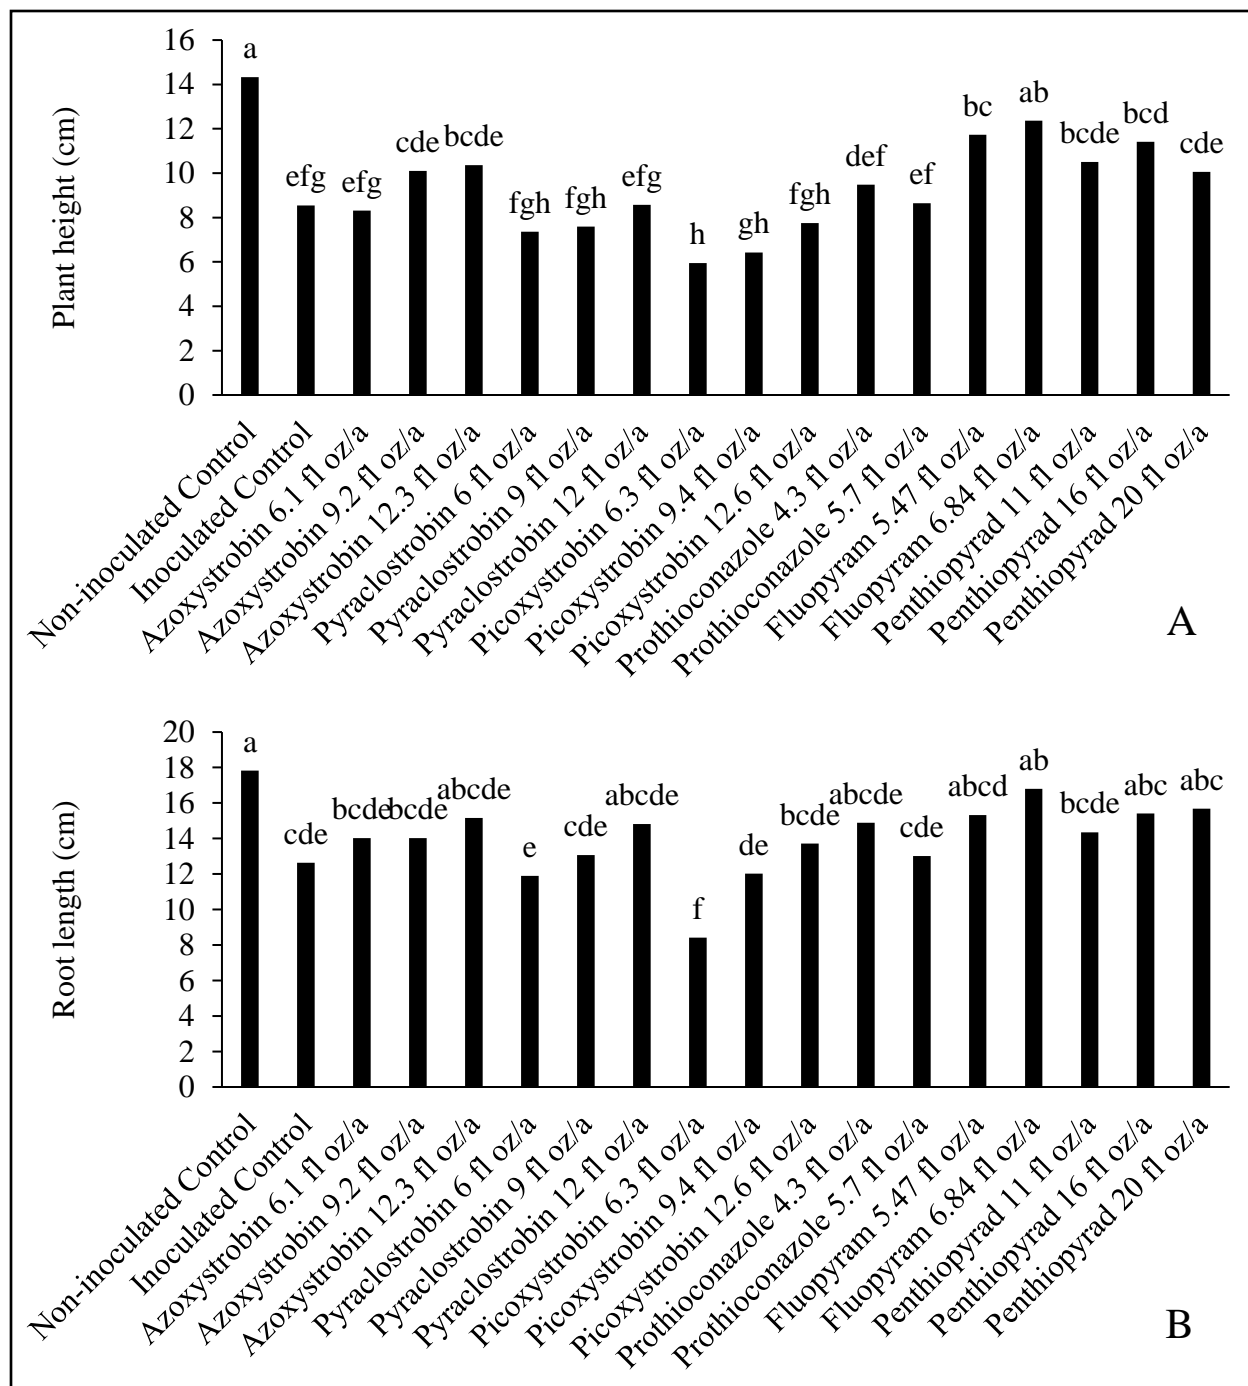 16
14
12
10
8
6
4
2
0
Plant height (cm)
a
efg
efg
cde
bcde
fgh
fgh
efg
h
gh
fgh
def
ef
bc
ab
bcde
bcd
cde
Non-inoculated Control
Inoculated Control
Azoxystrobin 6.1 fl oz/a
Azoxystrobin 9.2 fl oz/a
Azoxystrobin 12.3 fl oz/a
Pyraclostrobin 6 fl oz/a
Pyraclostrobin 9 fl oz/a
Pyraclostrobin 12 fl oz/a
Picoxystrobin 6.3 fl oz/a
Picoxystrobin 9.4 fl oz/a
Picoxystrobin 12.6 fl oz/a
Prothioconazole 4.3 fl oz/a
Prothioconazole 5.7 fl oz/a
Fluopyram 5.47 fl oz/a
Fluopyram 6.84 fl oz/a
Penthiopyrad 11 fl oz/a
Penthiopyrad 16 fl oz/a
Penthiopyrad 20 fl oz/a
A
20
18
16
14
12
10
8
6
4
2
0
Root length (cm)
a
cde
bcde
bcde
abcde
e
cde
abcde
f
de
bcde
abcde
cde
abcd
ab
bcde
abc
abc
Non-inoculated Control
Inoculated Control
Azoxystrobin 6.1 fl oz/a
Azoxystrobin 9.2 fl oz/a
Azoxystrobin 12.3 fl oz/a
Pyraclostrobin 6 fl oz/a
Pyraclostrobin 9 fl oz/a
Pyraclostrobin 12 fl oz/a
Picoxystrobin 6.3 fl oz/a
Picoxystrobin 9.4 fl oz/a
Picoxystrobin 12.6 fl oz/a
Prothioconazole 4.3 fl oz/a
Prothioconazole 5.7 fl oz/a
Fluopyram 5.47 fl oz/a
Fluopyram 6.84 fl oz/a
Penthiopyrad 11 fl oz/a
Penthiopyrad 16 fl oz/a
Penthiopyrad 20 fl oz/a
B